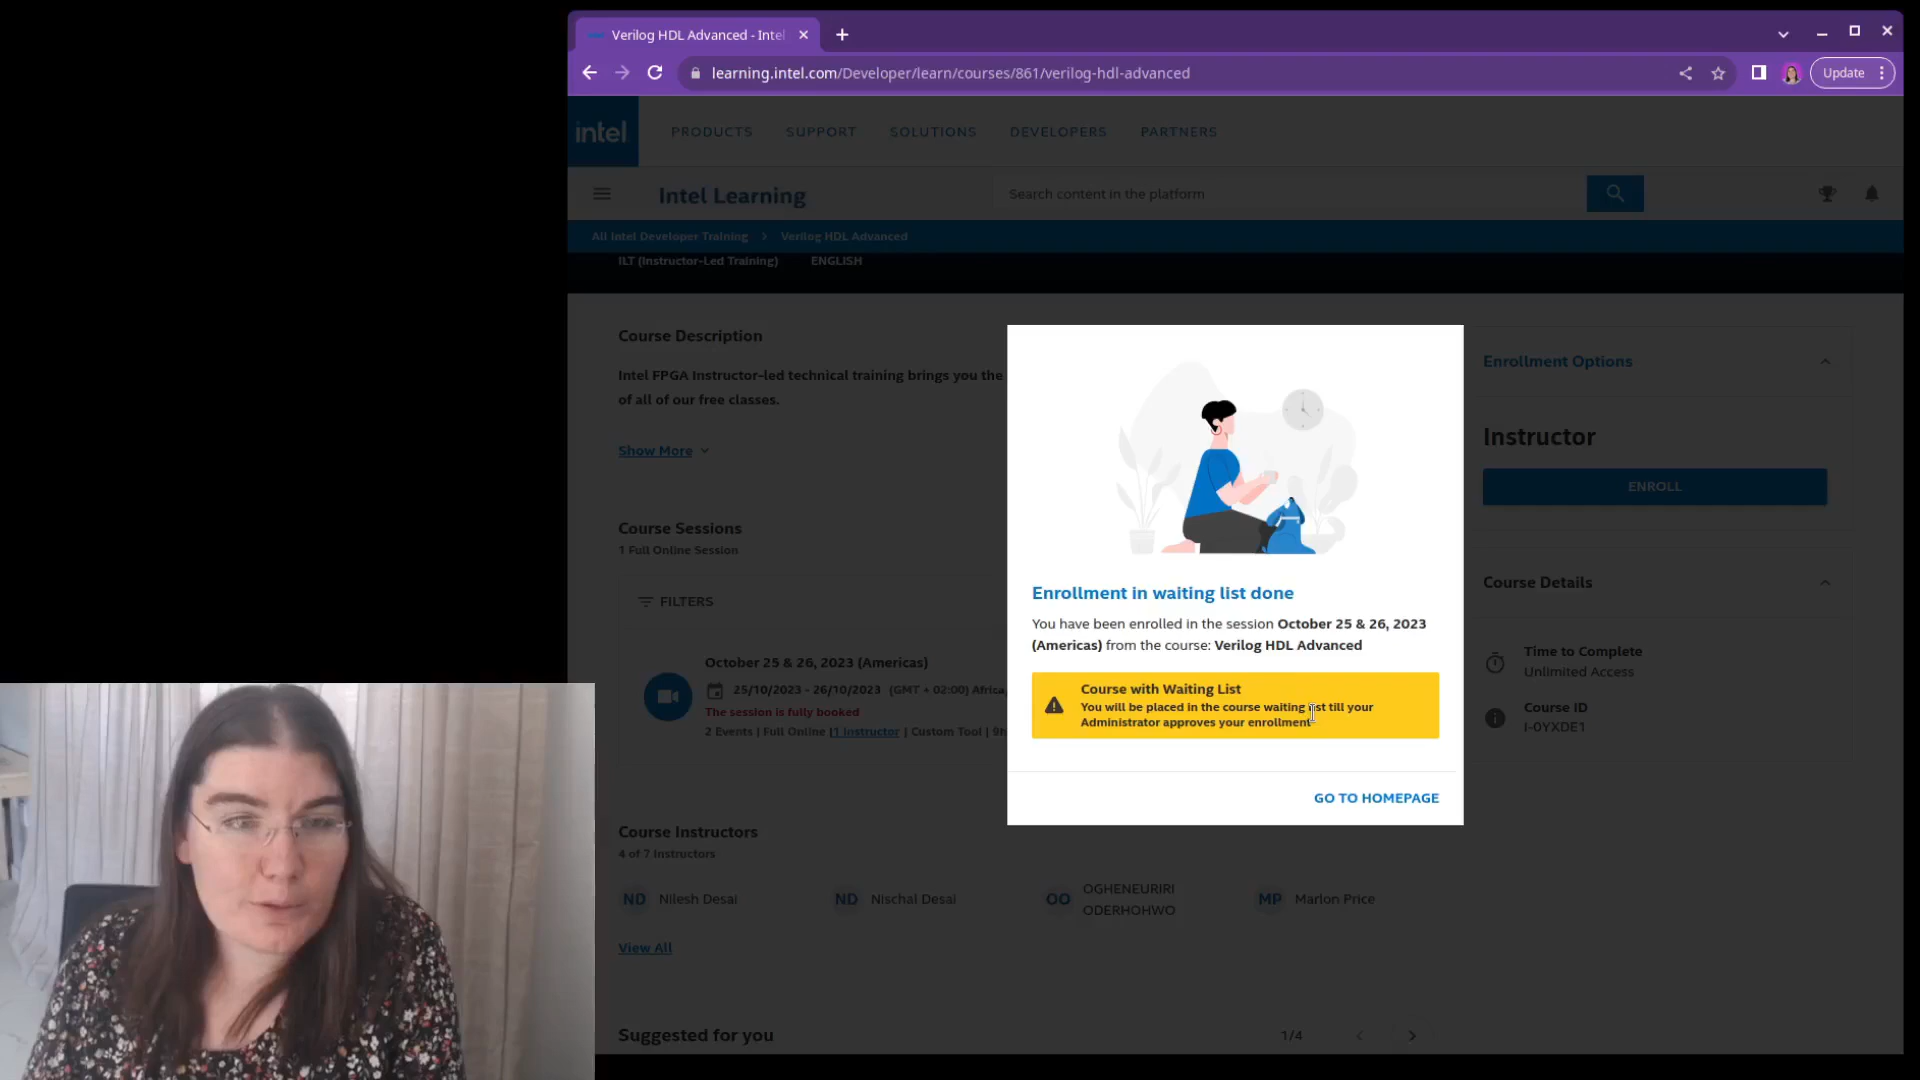 Verilog HDL Advanced - Intel
learning.intel.com/Developer/learn/courses/861/verilog-hdl-advanced
Update
intel
PRODUCTS
SUPPORT
SOLUTIONS
DEVELOPERS
PARTNERS
Intel Learning
Search content in the platform
All Intel Developer Training > Verilog HDL Advanced
ILT (Instructor-Led Training) ENGLISH
Course Description
Intel FPGA Instructor-led technical training brings you the
of all of our free classes.
Show More
Course Sessions
1 Full Online Session
FILTERS
October 25 & 26, 2023 (Americas)
25/10/2023 - 26/10/2023 (GMT + 02:00) Africa,
The session is fully booked
2 Events | Full Online | 1 Instructor | Custom Tool | 9h
Course Instructors
4 of 7 Instructors
ND Nilesh Desai
ND Nischal Desai
OO OGHENEURIRI
ODERHOHWO
MP Marlon Price
View All
Suggested for you
1/4
Enrollment in waiting list done
You have been enrolled in the session October 25 & 26, 2023
(Americas) from the course: Verilog HDL Advanced
Course with Waiting List
You will be placed in the course waiting list till your
Administrator approves your enrollment
GO TO HOMEPAGE
Enrollment Options
Instructor
ENROLL
Course Details
Time to Complete
Unlimited Access
Course ID
I-0YXDE1